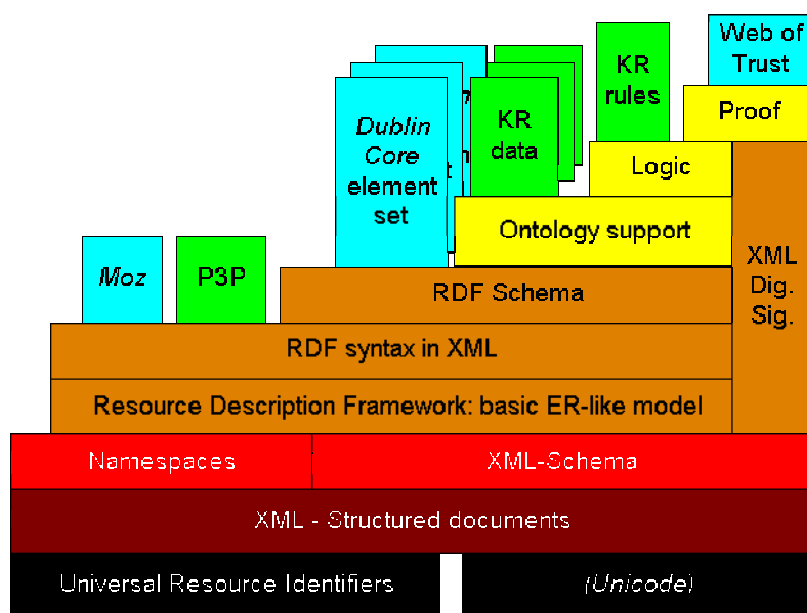 Web of
Trust
KR
rules
Proof
Dublin
Core
element
set
KR
data
Logic
Ontology support
XML
Dig.
Sig.
Moz
P3P
RDF Schema
RDF syntax in XML
Resource Description Framework: basic ER-like model
Namespaces
XML-Schema
XML - Structured documents
Universal Resource Identifiers
(Unicode)